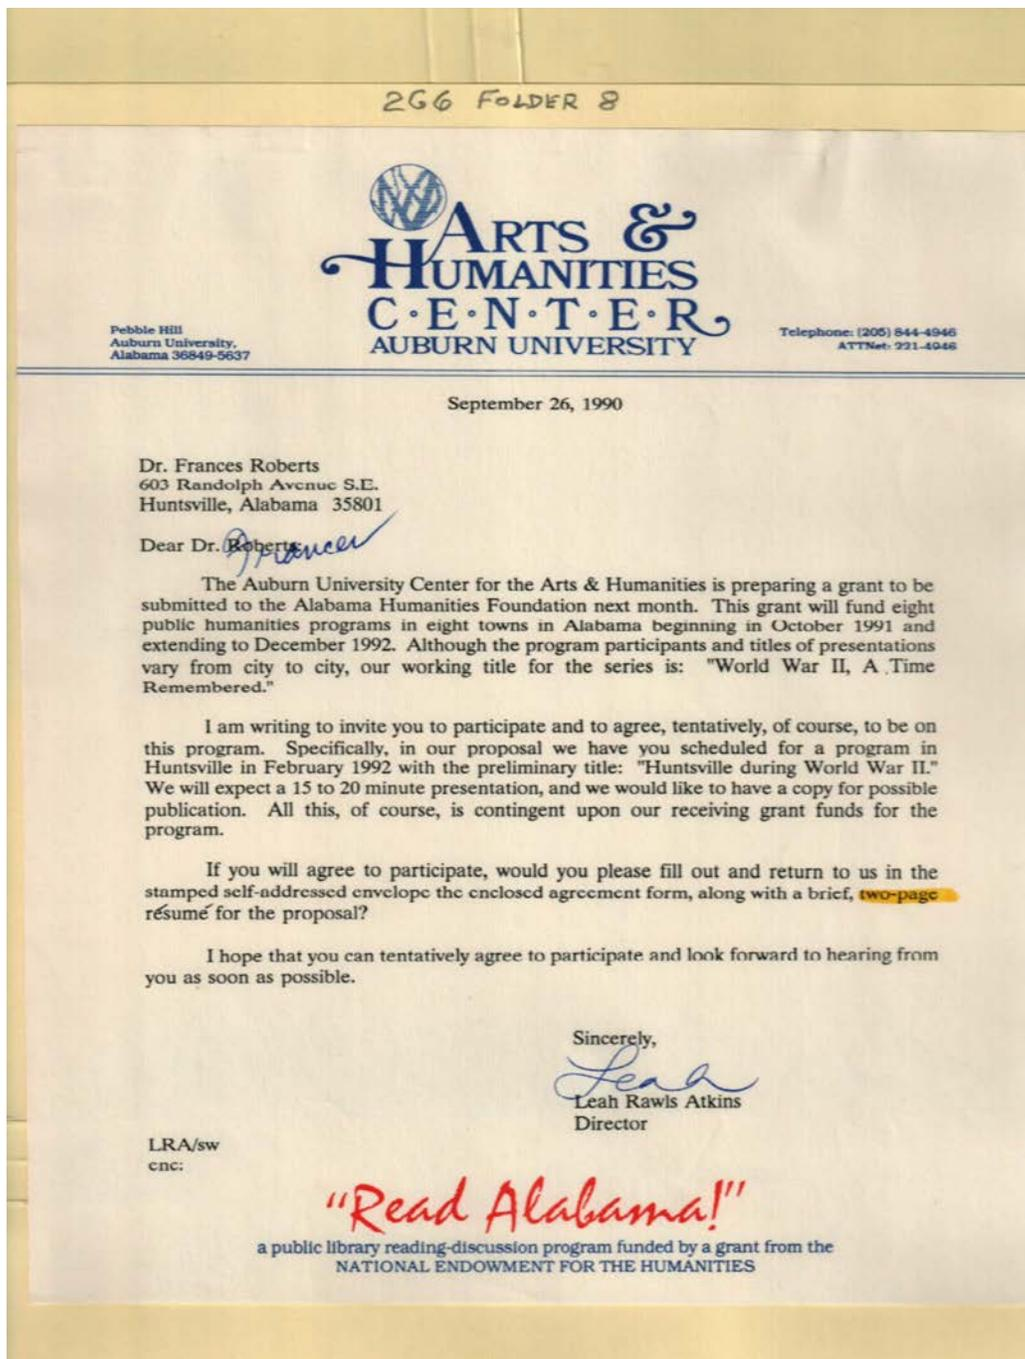 2G6 FOLDER 8
ARTS &
HUMANITIES
C·E·N·T·E·R
AUBURN UNIVERSITY
Pebble Hill
Auburn University,
Alabama 36849-5637
Telephone: (205) 844-4946
ATTNet: 221-4946
September 26, 1990
Dr. Frances Roberts
603 Randolph Avenue S.E.
Huntsville, Alabama 35801
Dear Dr. Roberts: Frances
The Auburn University Center for the Arts & Humanities is preparing a grant to be
submitted to the Alabama Humanities Foundation next month. This grant will fund eight
public humanities programs in eight towns in Alabama beginning in October 1991 and
extending to December 1992. Although the program participants and titles of presentations
vary from city to city, our working title for the series is: "World War II, A Time
Remembered."
I am writing to invite you to participate and to agree, tentatively, of course, to be on
this program. Specifically, in our proposal we have you scheduled for a program in
Huntsville in February 1992 with the preliminary title: "Huntsville during World War II."
We will expect a 15 to 20 minute presentation, and we would like to have a copy for possible
publication. All this, of course, is contingent upon our receiving grant funds for the
program.
If you will agree to participate, would you please fill out and return to us in the
stamped self-addressed envelope the enclosed agreement form, along with a brief, two-page
résumé for the proposal?
I hope that you can tentatively agree to participate and look forward to hearing from
you as soon as possible.
Sincerely,
Leah
Leah Rawls Atkins
Director
LRA/sw
enc:
"Read Alabama!"
a public library reading-discussion program funded by a grant from the
NATIONAL ENDOWMENT FOR THE HUMANITIES